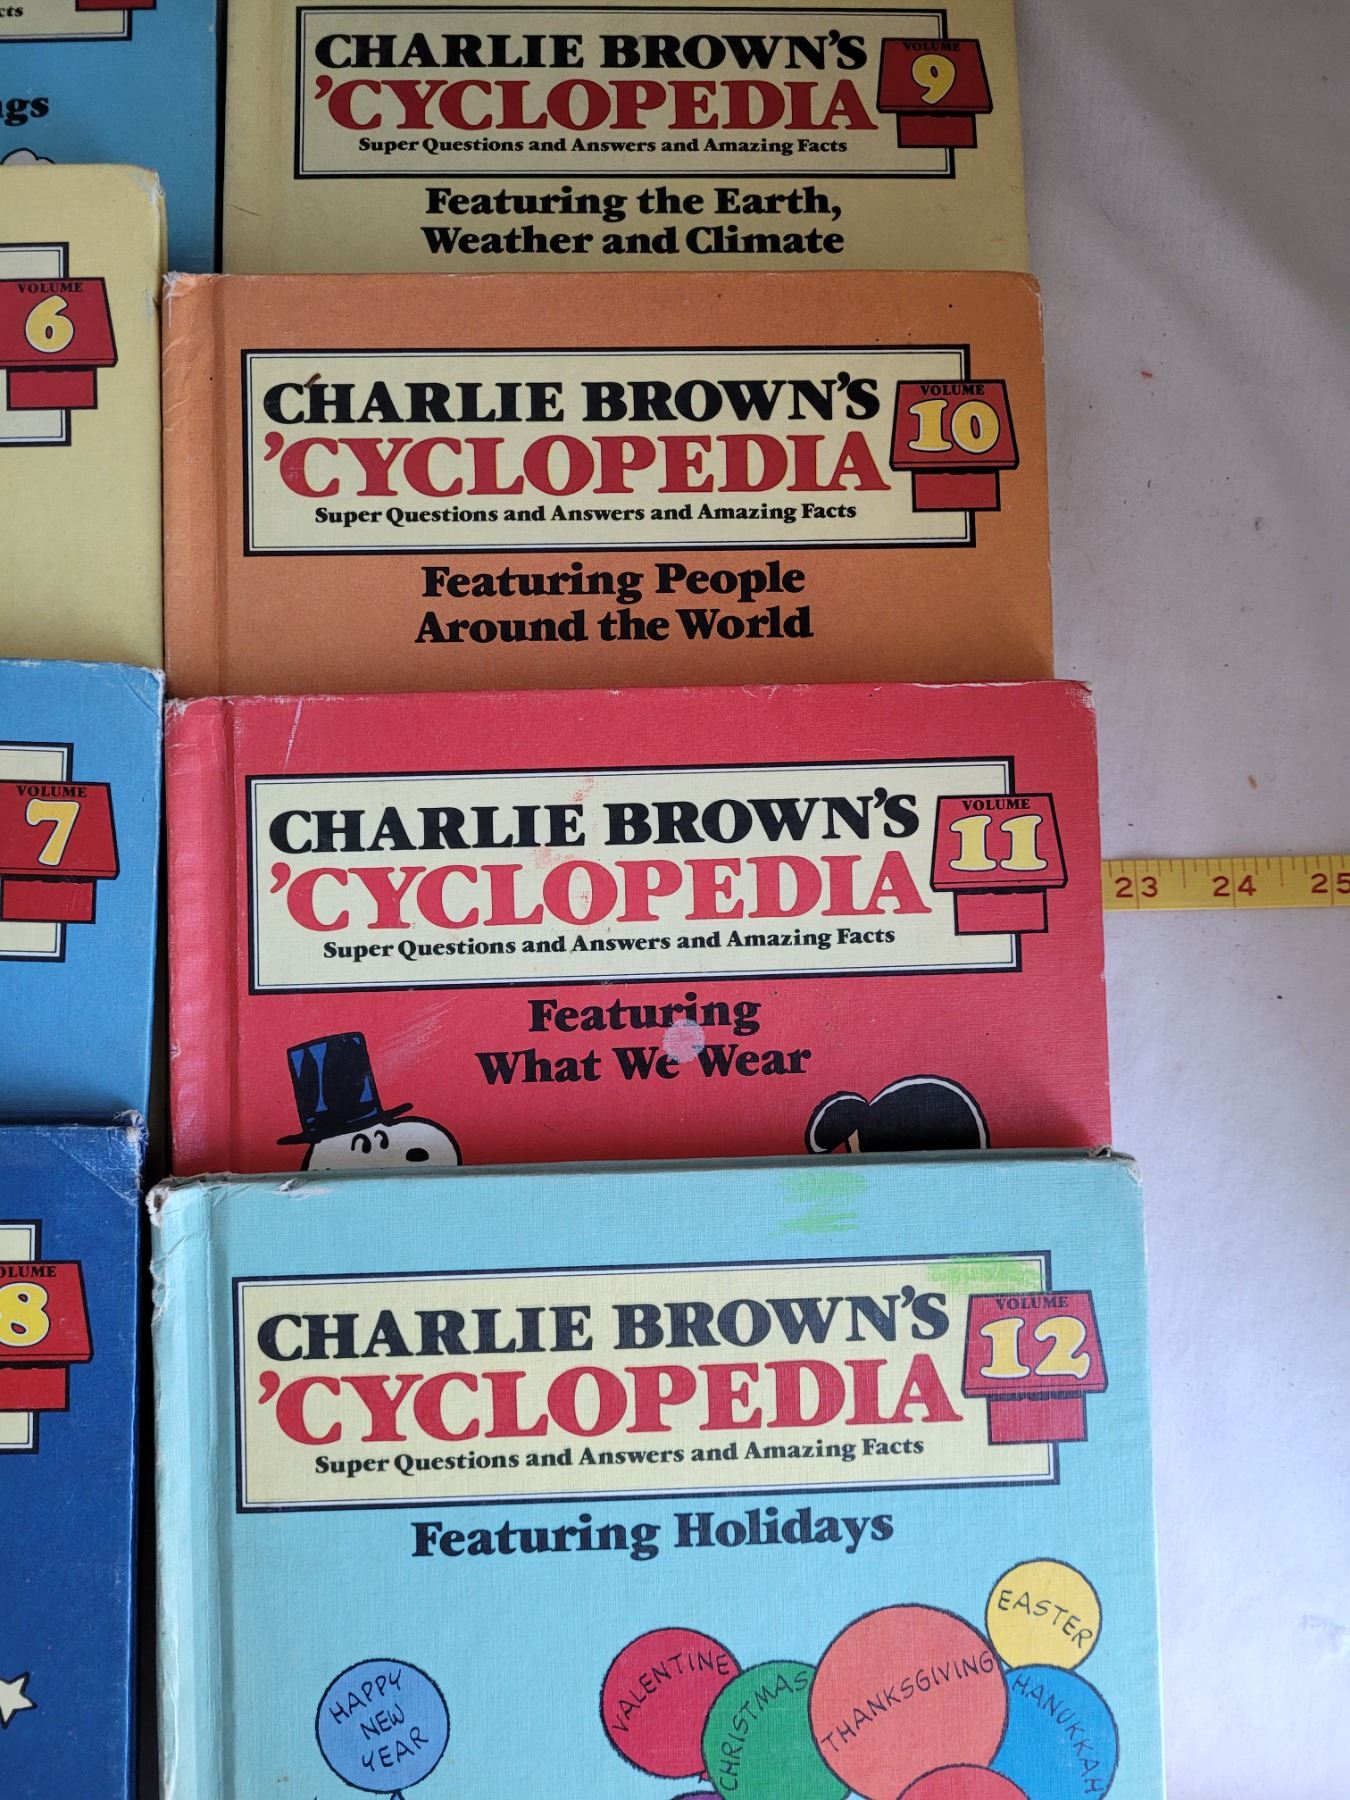 cts
ngs
VOLUME
6
VOLUME
7
VOLUME
8
CHARLIE BROWN'S
'CYCLOPEDIA
Super Questions and Answers and Amazing Facts
VOLUME
9
Featuring the Earth,
Weather and Climate
CHARLIE BROWN'S
'CYCLOPEDIA
Super Questions and Answers and Amazing Facts
VOLUME
10
Featuring People
Around the World
CHARLIE BROWN'S
'CYCLOPEDIA
Super Questions and Answers and Amazing Facts
VOLUME
11
Featuring
What We Wear
23 24 25
CHARLIE BROWN'S
'CYCLOPEDIA
Super Questions and Answers and Amazing Facts
VOLUME
12
Featuring Holidays
HAPPY
NEW
YEAR
VALENTINE
CHRISTMAS
THANKSGIVING
EASTER
HANUKKAH